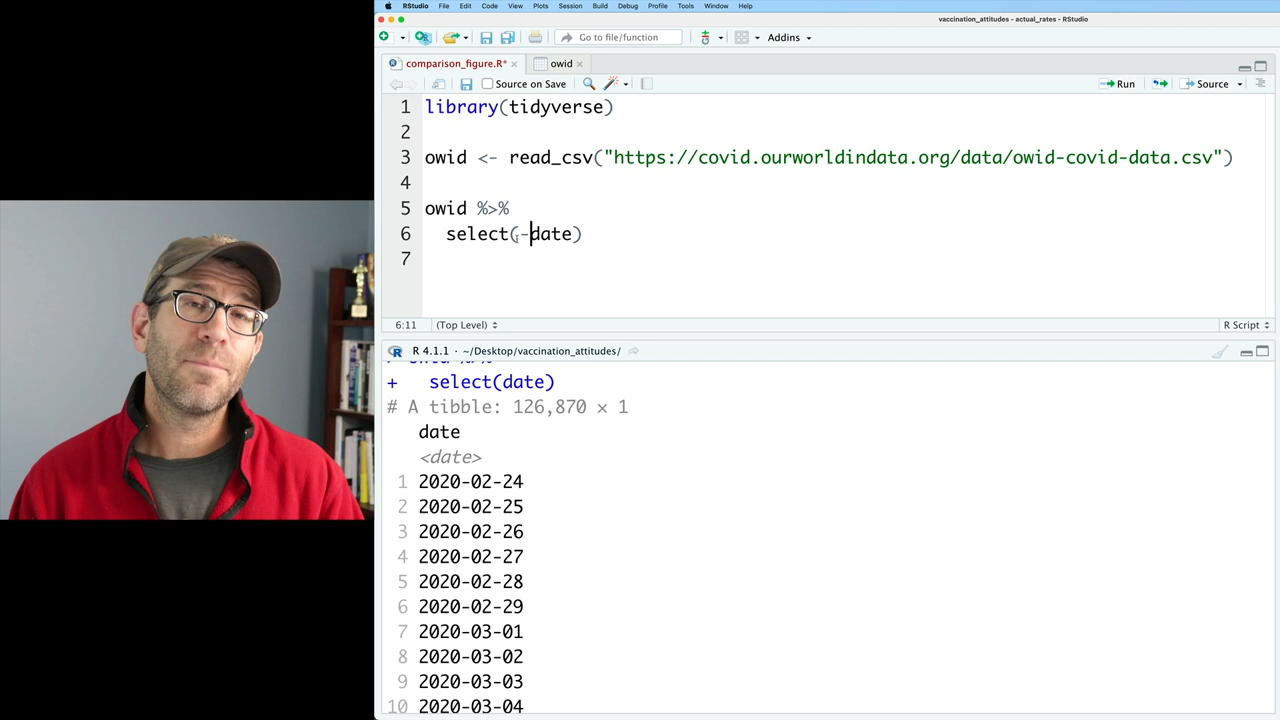 RStudio File Edit Code View Plots Session Build Debug Profile Tools Window Help
vaccination_attitudes - actual_rates - RStudio
Go to file/function Addins
comparison_figure.R* owid
Source on Save Run Source
1 library(tidyverse)
2
3 owid <- read_csv("https://covid.ourworldindata.org/data/owid-covid-data.csv")
4
5 owid %>%
6 select(-date)
7
6:11 (Top Level) R Script
R 4.1.1 · ~/Desktop/vaccination_attitudes/
+ select(date)
# A tibble: 126,870 × 1
date
<date>
1 2020-02-24
2 2020-02-25
3 2020-02-26
4 2020-02-27
5 2020-02-28
6 2020-02-29
7 2020-03-01
8 2020-03-02
9 2020-03-03
10 2020-03-04